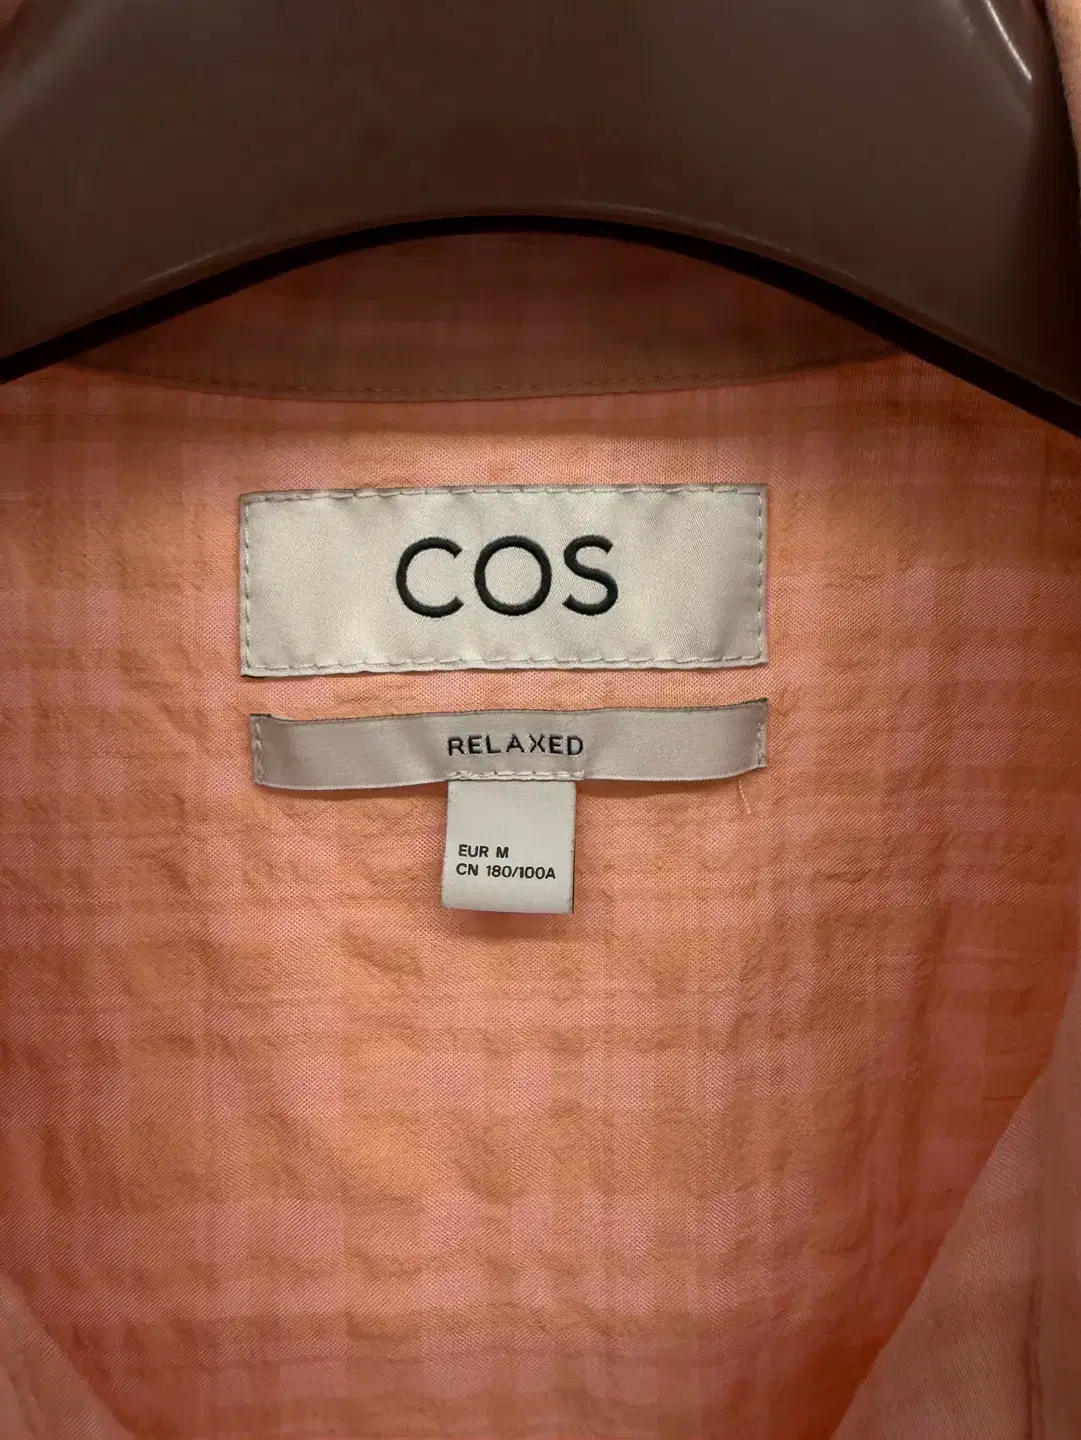 COS
RELAXED
EUR M
CN 180/100A